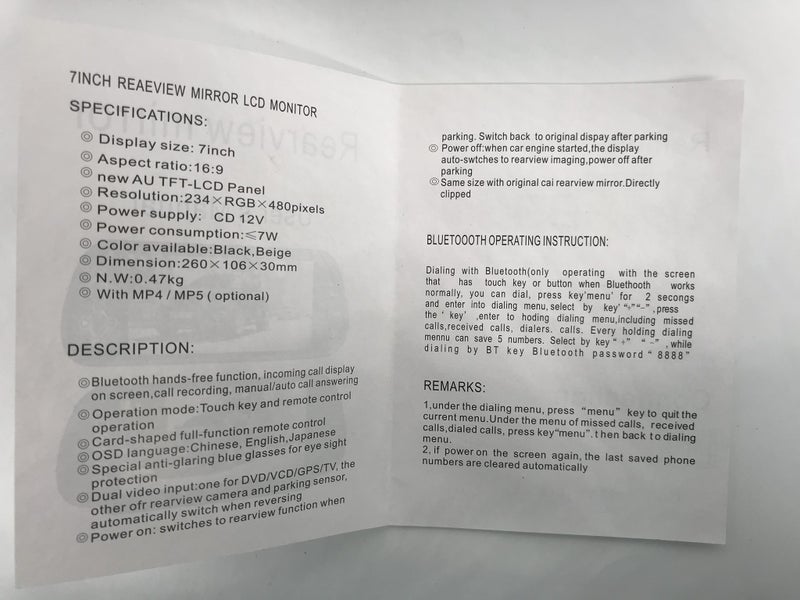 7INCH REAEVIEW MIRROR LCD MONITOR
SPECIFICATIONS:
◎ Display size: 7inch
◎ Aspect ratio:16:9
◎ new AU TFT-LCD Panel
◎ Resolution:234×RGB×480pixels
◎ Power supply: CD 12V
◎ Power consumption:≤7W
◎ Color available:Black,Beige
◎ Dimension:260×106×30mm
◎ N.W:0.47kg
◎ With MP4 / MP5 ( optional)
DESCRIPTION:
◎Bluetooth hands-free function, incoming call display
on screen,call recording, manual/auto call answering
◎Operation mode:Touch key and remote control
operation
◎Card-shaped full-function remote control
◎OSD language:Chinese, English,Japanese
◎Special anti-glaring blue glasses for eye sight
protection
◎Dual video input:one for DVD/VCD/GPS/TV, the
other ofr rearview camera and parking sensor,
automatically switch when reversing
◎Power on: switches to rearview function when
parking. Switch back to original dispay after parking
◎ Power off:when car engine started,the display
auto-swtches to rearview imaging,power off after
parking
◎Same size with original cai rearview mirror.Directly
clipped
BLUETOOOTH OPERATING INSTRUCTION:
Dialing with Bluetooth(only operating with the screen
that has touch key or button when Bluethooth works
normally, you can dial, press key'menu' for 2 seconds
and enter into dialing menu,select by key "+""-",press
the ' key' ,enter to hoding dialing menu,including missed
calls,received calls, dialers. calls. Every holding dialing
mennu can save 5 numbers. Select by key " +" " -" , while
dialing by BT key Bluetooth password " 8888"
REMARKS:
1,under the dialing menu, press "menu" key to quit the
current menu.Under the menu of missed calls, received
calls,dialed calls, press key"menu". then back to dialing
menu.
2, if power on the screen again, the last saved phone
numbers are cleared automatically